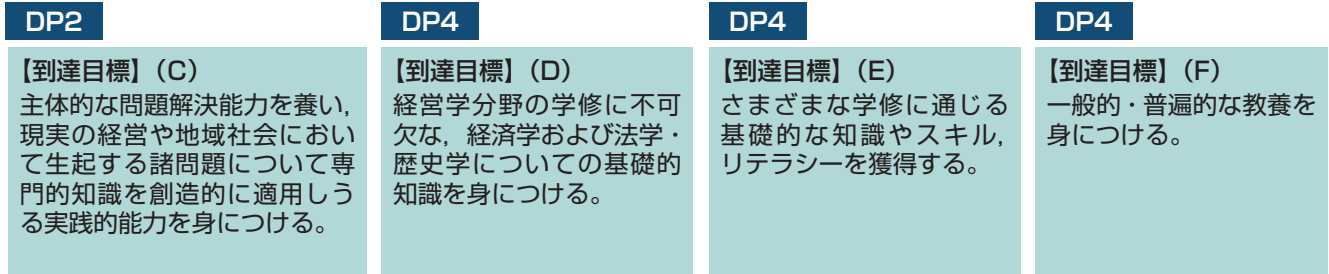 DP2
【到達目標】（C）
主体的な問題解決能力を養い，
現実の経営や地域社会におい
て生起する諸問題について専
門的知識を創造的に適用しう
る実践的能力を身につける。
DP4
【到達目標】（D）
経営学分野の学修に不可
欠な，経済学および法学・
歴史学についての基礎的
知識を身につける。
DP4
【到達目標】（E）
さまざまな学修に通じる
基礎的な知識やスキル，
リテラシーを獲得する。
DP4
【到達目標】（F）
一般的・普遍的な教養を
身につける。